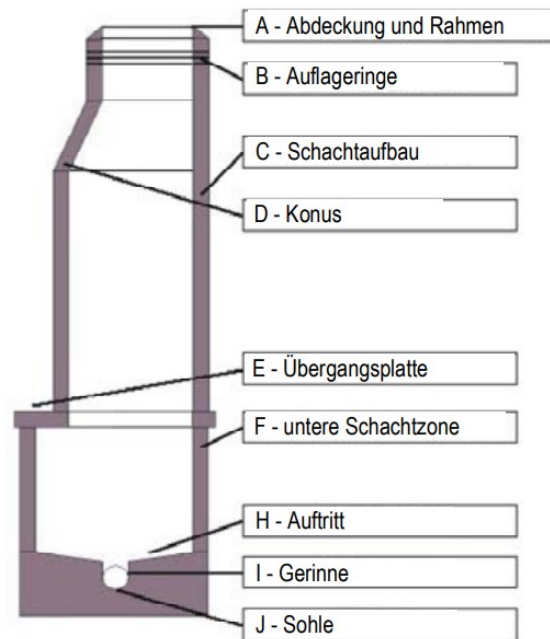 A - Abdeckung und Rahmen
B - Auflageringe
C - Schachtaufbau
D - Konus
E - Übergangsplatte
F - untere Schachtzone
H - Auftritt
I - Gerinne
J - Sohle